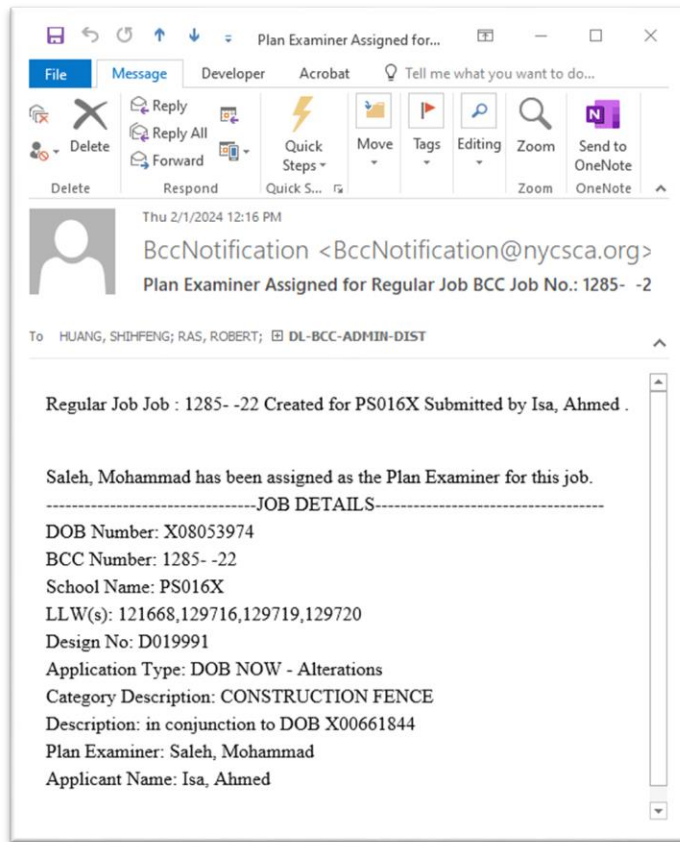 Plan Examiner Assigned for...
File Message Developer Acrobat Tell me what you want to do...
Delete
Reply
Reply All
Forward
Quick Steps
Move
Tags
Editing
Zoom
Send to OneNote
Delete Respond Quick S... Zoom OneNote
Thu 2/1/2024 12:16 PM
BccNotification <BccNotification@nycsca.org>
Plan Examiner Assigned for Regular Job BCC Job No.: 1285- -2
To HUANG, SHIHFENG; RAS, ROBERT; DL-BCC-ADMIN-DIST
Regular Job Job : 1285- -22 Created for PS016X Submitted by Isa, Ahmed .
Saleh, Mohammad has been assigned as the Plan Examiner for this job.
---------------------------------JOB DETAILS------------------------------------
DOB Number: X08053974
BCC Number: 1285- -22
School Name: PS016X
LLW(s): 121668,129716,129719,129720
Design No: D019991
Application Type: DOB NOW - Alterations
Category Description: CONSTRUCTION FENCE
Description: in conjunction to DOB X00661844
Plan Examiner: Saleh, Mohammad
Applicant Name: Isa, Ahmed